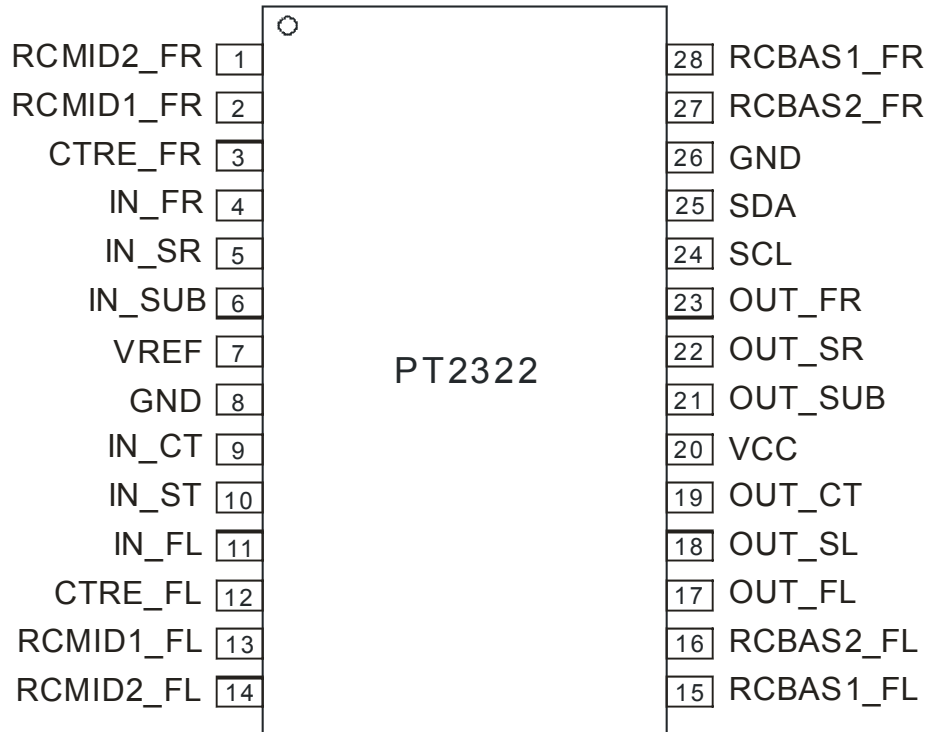 RCMID2_FR 1 28 RCBAS1_FR
RCMID1_FR 2 27 RCBAS2_FR
CTRE_FR 3 26 GND
IN_FR 4 25 SDA
IN_SR 5 24 SCL
IN_SUB 6 23 OUT_FR
VREF 7 22 OUT_SR
PT2322
GND 8 21 OUT_SUB
IN_CT 9 20 VCC
IN_ST 10 19 OUT_CT
IN_FL 11 18 OUT_SL
CTRE_FL 12 17 OUT_FL
RCMID1_FL 13 16 RCBAS2_FL
RCMID2_FL 14 15 RCBAS1_FL